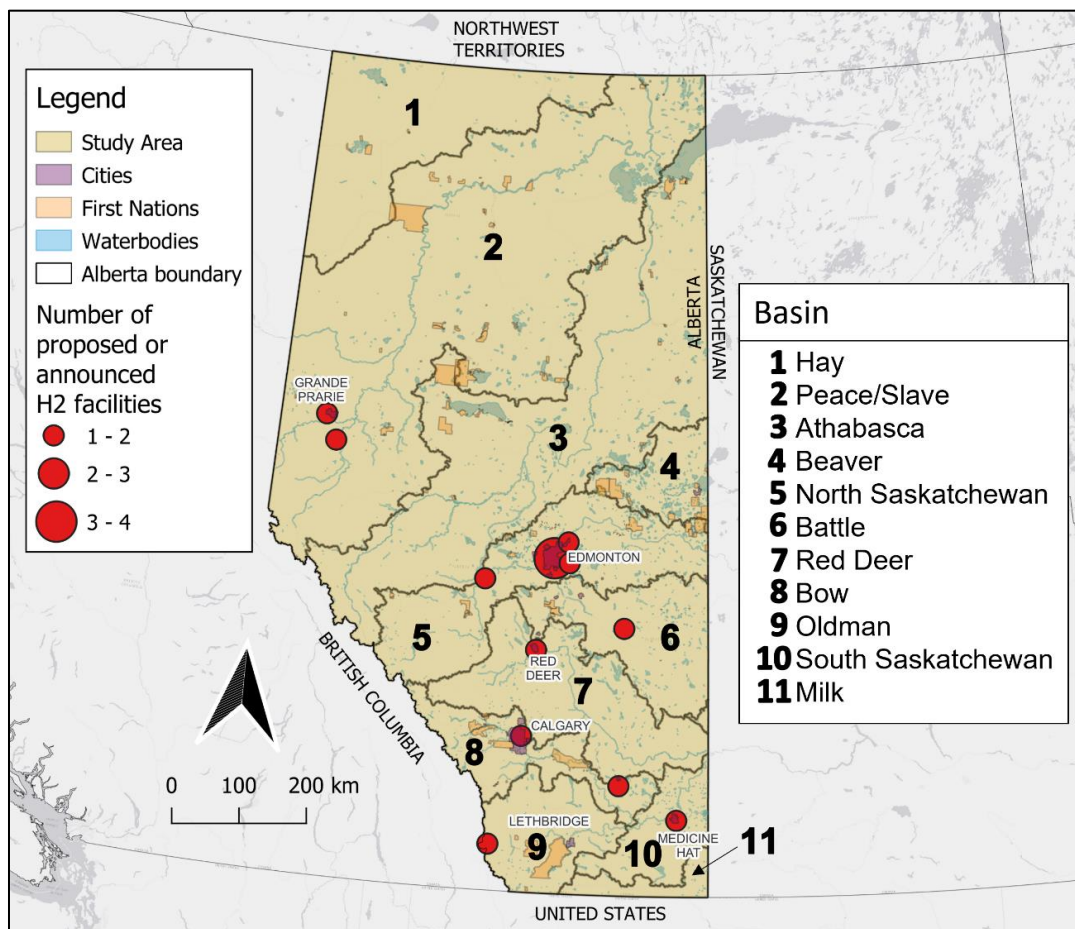 NORTHWEST
TERRITORIES
Legend
Study Area
Cities
First Nations
Waterbodies
Alberta boundary
Number of
proposed or
announced
H2 facilities
1 - 2
2 - 3
3 - 4
1
2
3
4
5
6
7
8
9
10
11
GRANDE
PRARIE
EDMONTON
RED
DEER
CALGARY
LETHBRIDGE
MEDICINE
HAT
ALBERTA
SASKATCHEWAN
BRITISH COLUMBIA
UNITED STATES
0 100 200 km
Basin
1 Hay
2 Peace/Slave
3 Athabasca
4 Beaver
5 North Saskatchewan
6 Battle
7 Red Deer
8 Bow
9 Oldman
10 South Saskatchewan
11 Milk